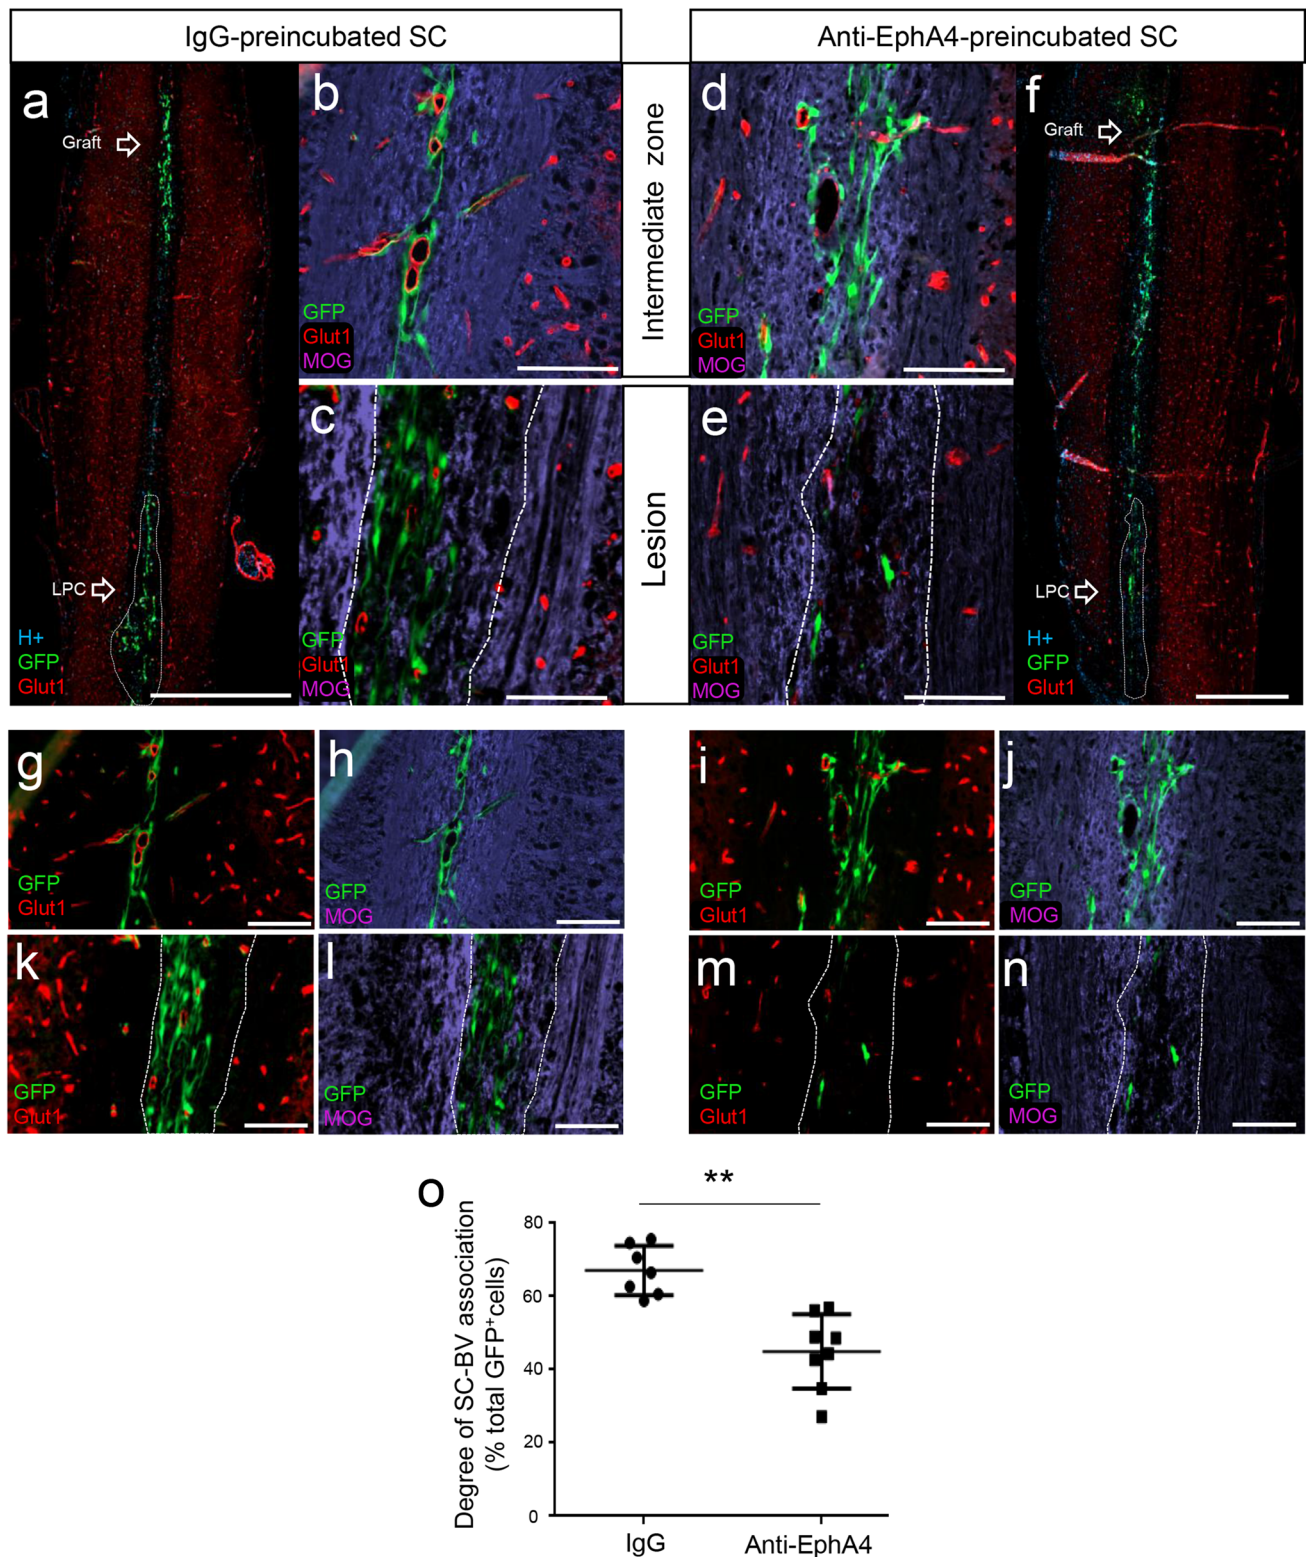 IgG-preincubated SC
Anti-EphA4-preincubated SC
a
Graft
LPC
H+
GFP
Glut1
b
GFP
Glut1
MOG
Intermediate zone
d
GFP
Glut1
MOG
f
Graft
LPC
H+
GFP
Glut1
c
GFP
Glut1
MOG
Lesion
e
GFP
Glut1
MOG
g
GFP
Glut1
h
GFP
MOG
i
GFP
Glut1
j
GFP
MOG
k
GFP
Glut1
l
GFP
MOG
m
GFP
Glut1
n
GFP
MOG
o
**
Degree of SC-BV association
(% total GFP⁺cells)
80
60
40
20
0
IgG
Anti-EphA4